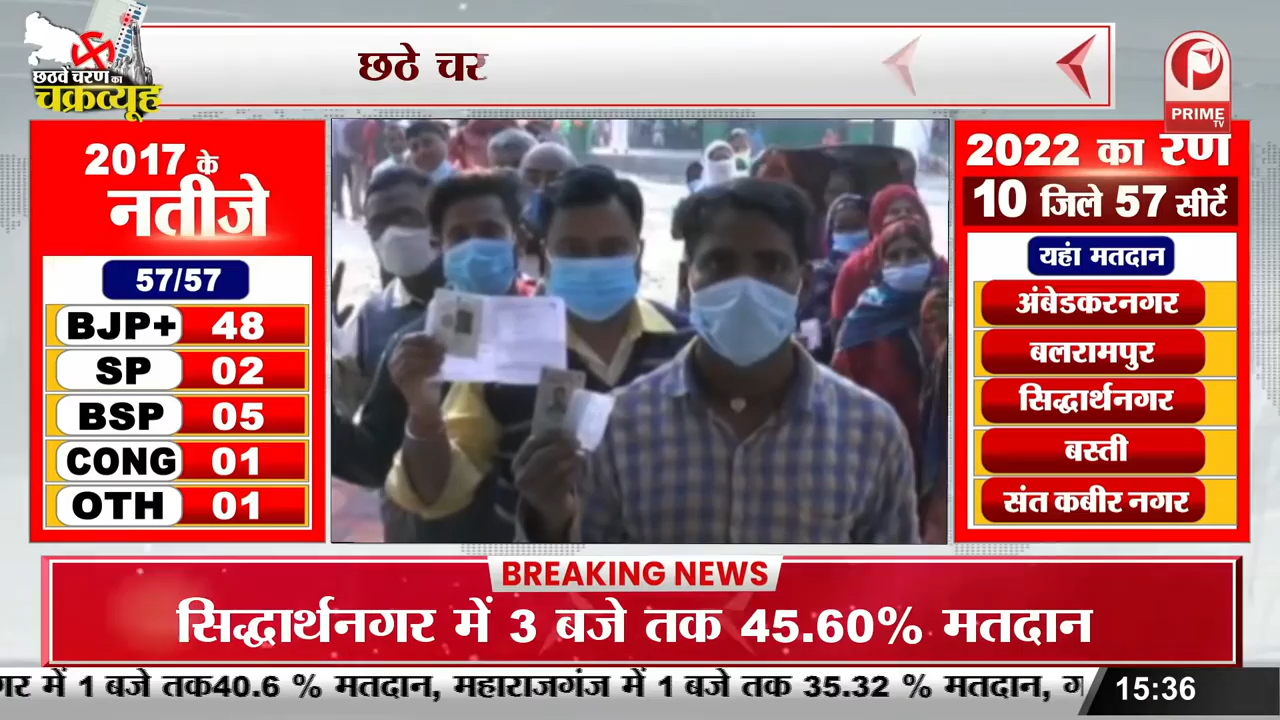 छठवें चरण का
चक्रव्यूह
छठे चर
PRIME
TV
2017 के
नतीजे
57/57
BJP+ 48
SP 02
BSP 05
CONG 01
OTH 01
2022 का रण
10 जिले 57 सीटें
यहां मतदान
अंबेडकरनगर
बलरामपुर
सिद्धार्थनगर
बस्ती
संत कबीर नगर
BREAKING NEWS
सिद्धार्थनगर में 3 बजे तक 45.60% मतदान
गर में 1 बजे तक40.6 % मतदान, महाराजगंज में 1 बजे तक 35.32 % मतदान, ग
15:36